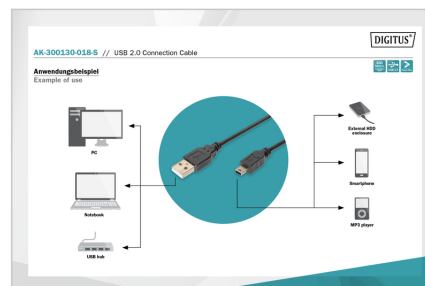 DIGITUS®
AK-300130-018-S // USB 2.0 Connection Cable
Anwendungsbeispiel
Example of use
PC
Notebook
USB hub
External HDD
enclosure
Smartphone
MP3 player